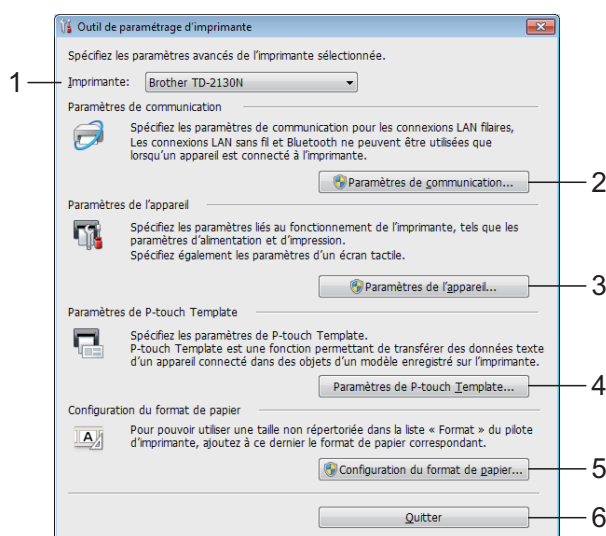 Outil de paramétrage d'imprimante
Spécifiez les paramètres avancés de l'imprimante sélectionnée.
1
Imprimante: Brother TD-2130N
Paramètres de communication
Spécifiez les paramètres de communication pour les connexions LAN filaires,
Les connexions LAN sans fil et Bluetooth ne peuvent être utilisées que
lorsqu'un appareil est connecté à l'imprimante.
Paramètres de communication...
2
Paramètres de l'appareil
Spécifiez les paramètres liés au fonctionnement de l'imprimante, tels que les
paramètres d'alimentation et d'impression.
Spécifiez également les paramètres d'un écran tactile.
Paramètres de l'appareil...
3
Paramètres de P-touch Template
Spécifiez les paramètres de P-touch Template.
P-touch Template est une fonction permettant de transférer des données texte
d'un appareil connecté dans des objets d'un modèle enregistré sur l'imprimante.
Paramètres de P-touch Template...
4
Configuration du format de papier
Pour pouvoir utiliser une taille non répertoriée dans la liste « Format » du pilote
d'imprimante, ajoutez à ce dernier le format de papier correspondant.
Configuration du format de papier...
5
Quitter
6